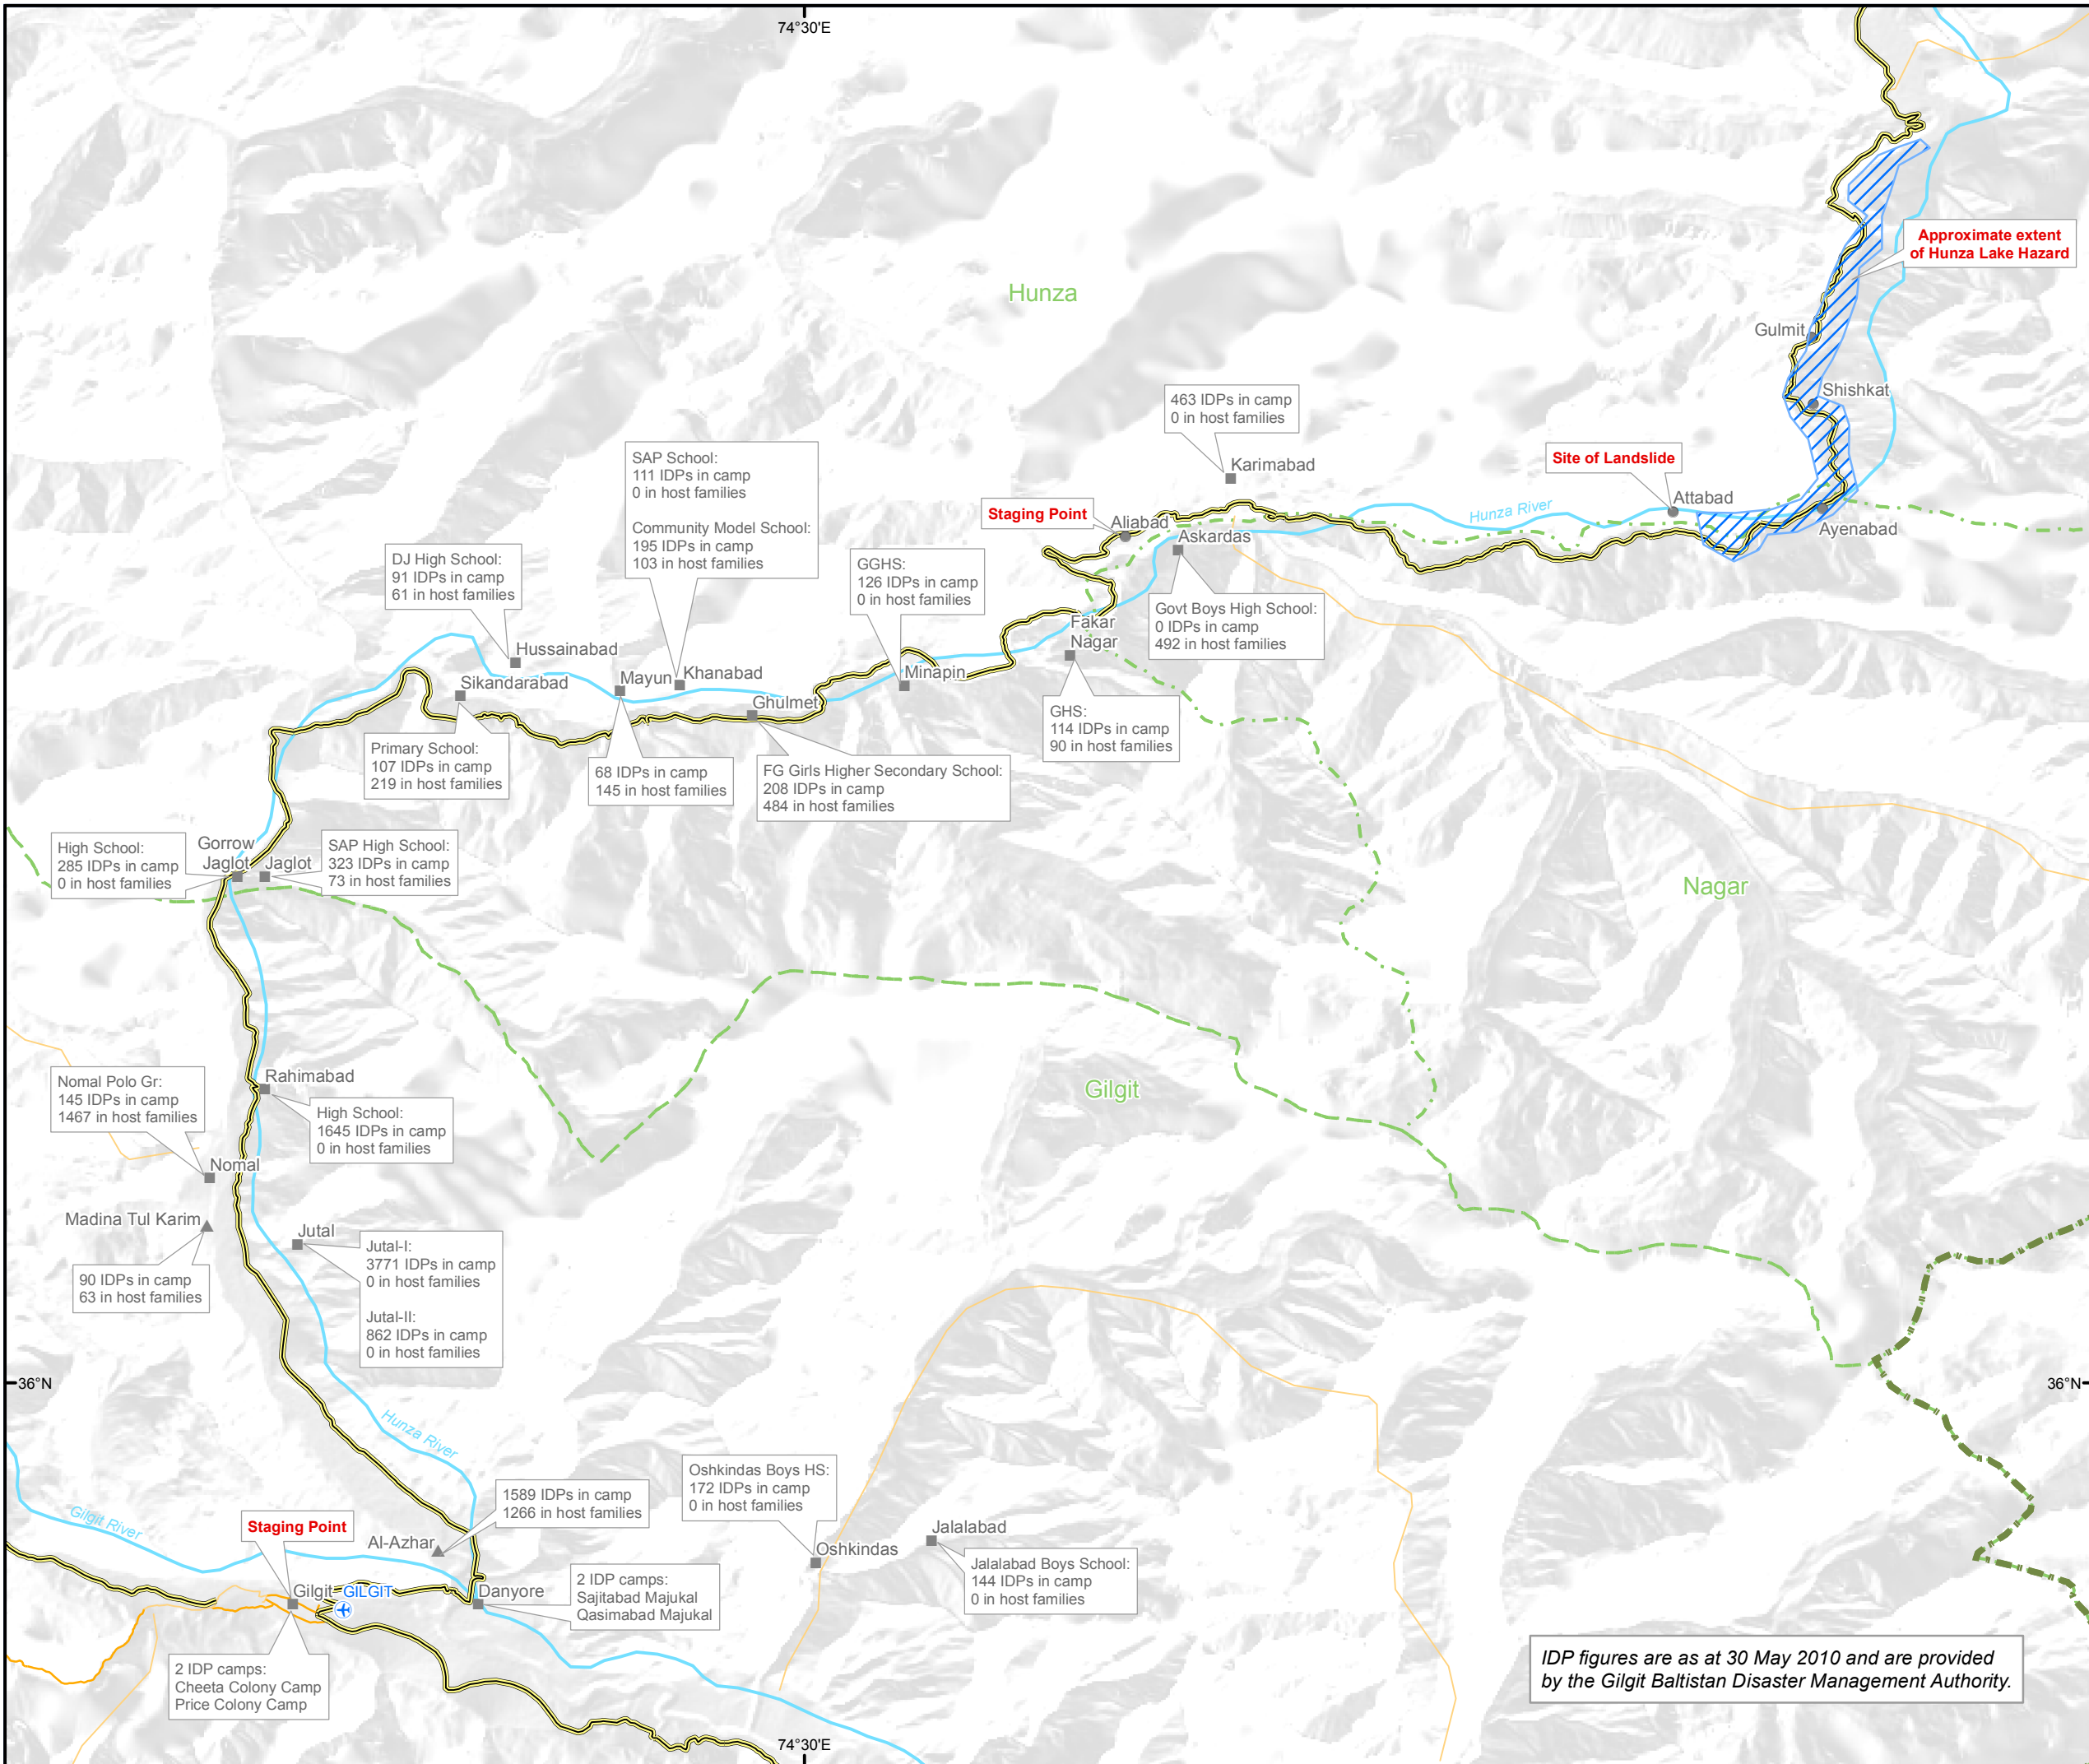 74°30'E
Approximate extent
of Hunza Lake Hazard
Hunza
Gulmit
Shishkat
463 IDPs in camp
0 in host families
Karimabad
Site of Landslide
Attabad
Hunza River
Ayenabad
SAP School:
111 IDPs in camp
0 in host families
Community Model School:
195 IDPs in camp
103 in host families
Staging Point
Aliabad
Askardas
DJ High School:
91 IDPs in camp
61 in host families
GGHS:
126 IDPs in camp
0 in host families
Govt Boys High School:
0 IDPs in camp
492 in host families
Fakar
Nagar
Hussainabad
Sikandarabad
Mayun
Khanabad
Minapin
Ghulmet
GHS:
114 IDPs in camp
90 in host families
Primary School:
107 IDPs in camp
219 in host families
68 IDPs in camp
145 in host families
FG Girls Higher Secondary School:
208 IDPs in camp
484 in host families
High School:
285 IDPs in camp
0 in host families
Gorrow
Jaglot
Jaglot
SAP High School:
323 IDPs in camp
73 in host families
Nagar
Gilgit
Rahimabad
Nomal Polo Gr:
145 IDPs in camp
1467 in host families
High School:
1645 IDPs in camp
0 in host families
Nomal
Madina Tul Karim
Jutal
90 IDPs in camp
63 in host families
Jutal-I:
3771 IDPs in camp
0 in host families
Jutal-II:
862 IDPs in camp
0 in host families
36°N
36°N
Hunza River
Gilgit River
Staging Point
1589 IDPs in camp
1266 in host families
Al-Azhar
Oshkindas Boys HS:
172 IDPs in camp
0 in host families
Oshkindas
Jalalabad
Jalalabad Boys School:
144 IDPs in camp
0 in host families
Gilgit
GILGIT
Danyore
2 IDP camps:
Sajitabad Majukal
Qasimabad Majukal
2 IDP camps:
Cheeta Colony Camp
Price Colony Camp
IDP figures are as at 30 May 2010 and are provided
by the Gilgit Baltistan Disaster Management Authority.
74°30'E